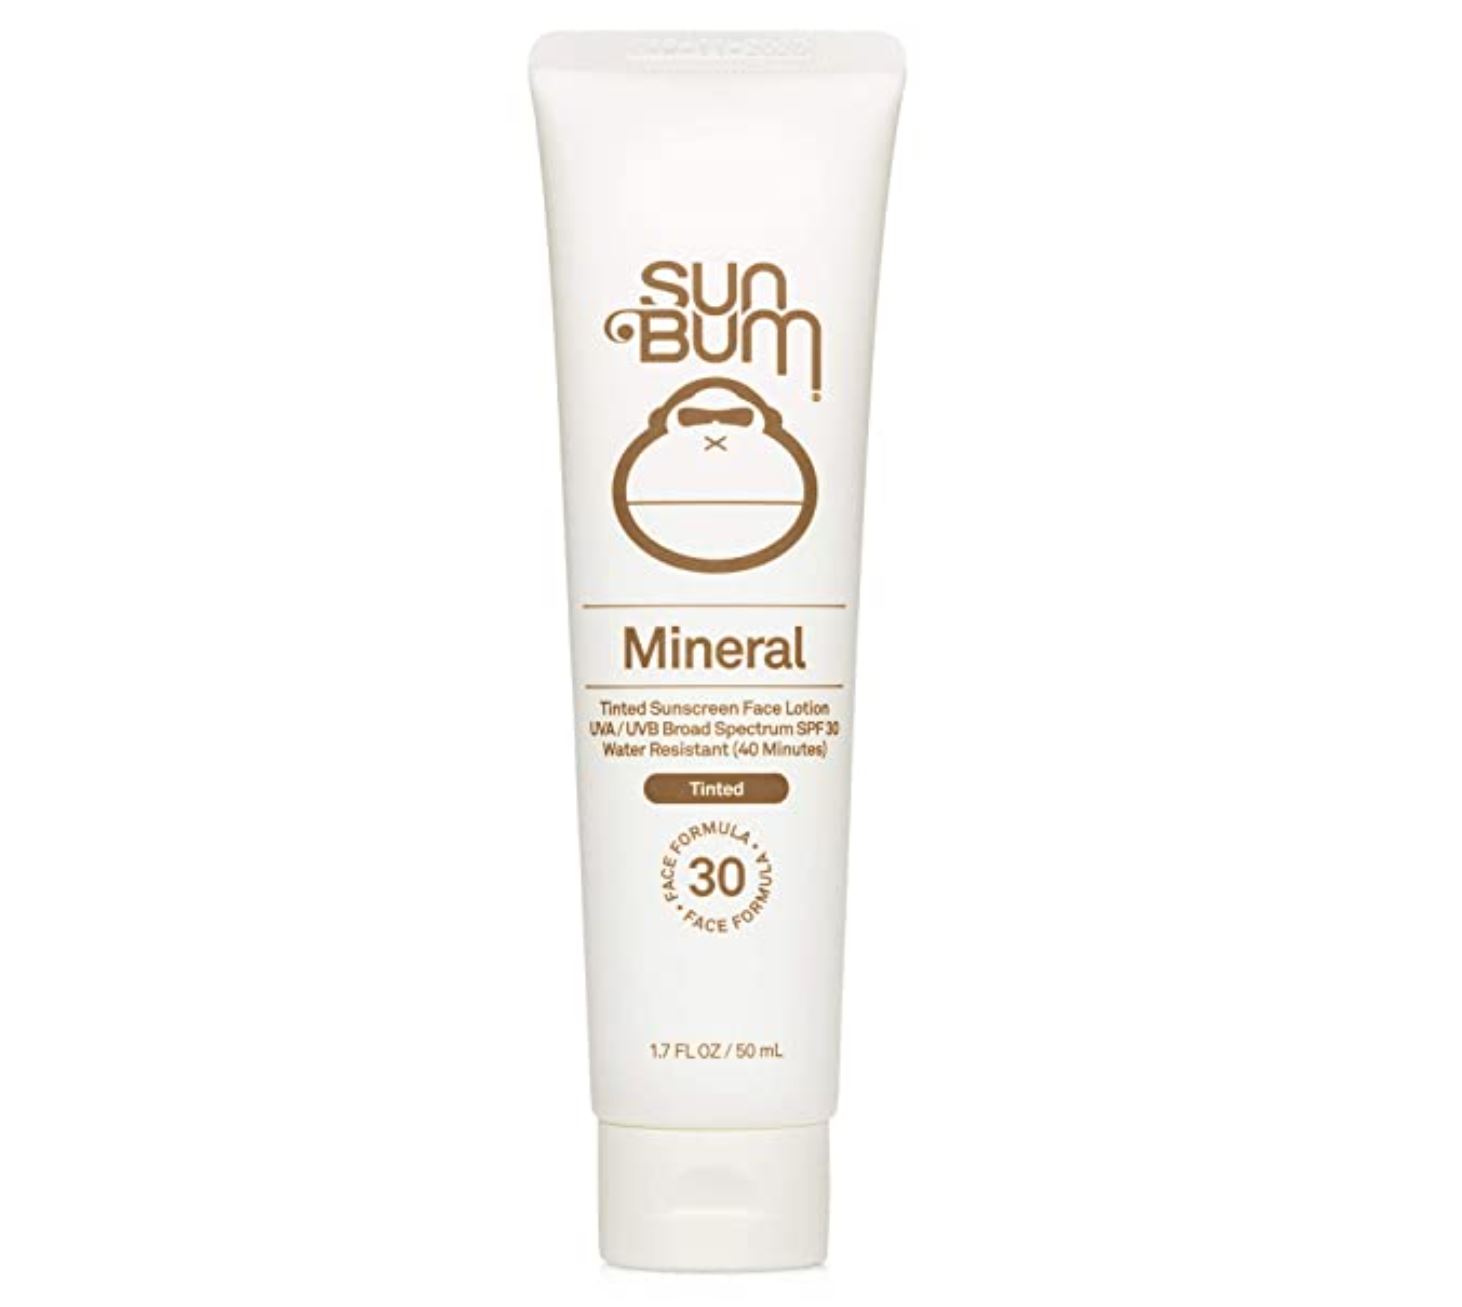 SUN
BUM
Mineral
Tinted Sunscreen Face Lotion
UVA / UVB Broad Spectrum SPF 30
Water Resistant (40 Minutes)
Tinted
FACE FORMULA • FACE FORMULA •
30
1.7 FL OZ / 50 mL